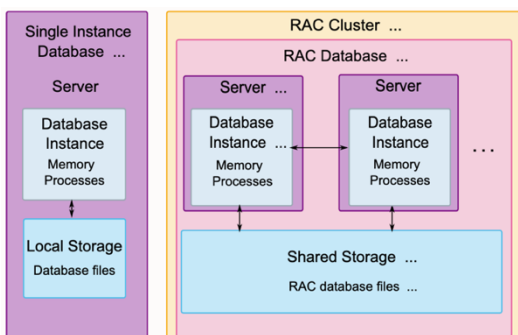 Single Instance
Database ...
Server
Database
Instance
Memory
Processes
Local Storage
Database files
RAC Cluster ...
RAC Database ...
Server ...
Database
Instance ...
Memory
Processes
Server
Database
Instance
Memory
Processes
...
Shared Storage ...
RAC database files ...